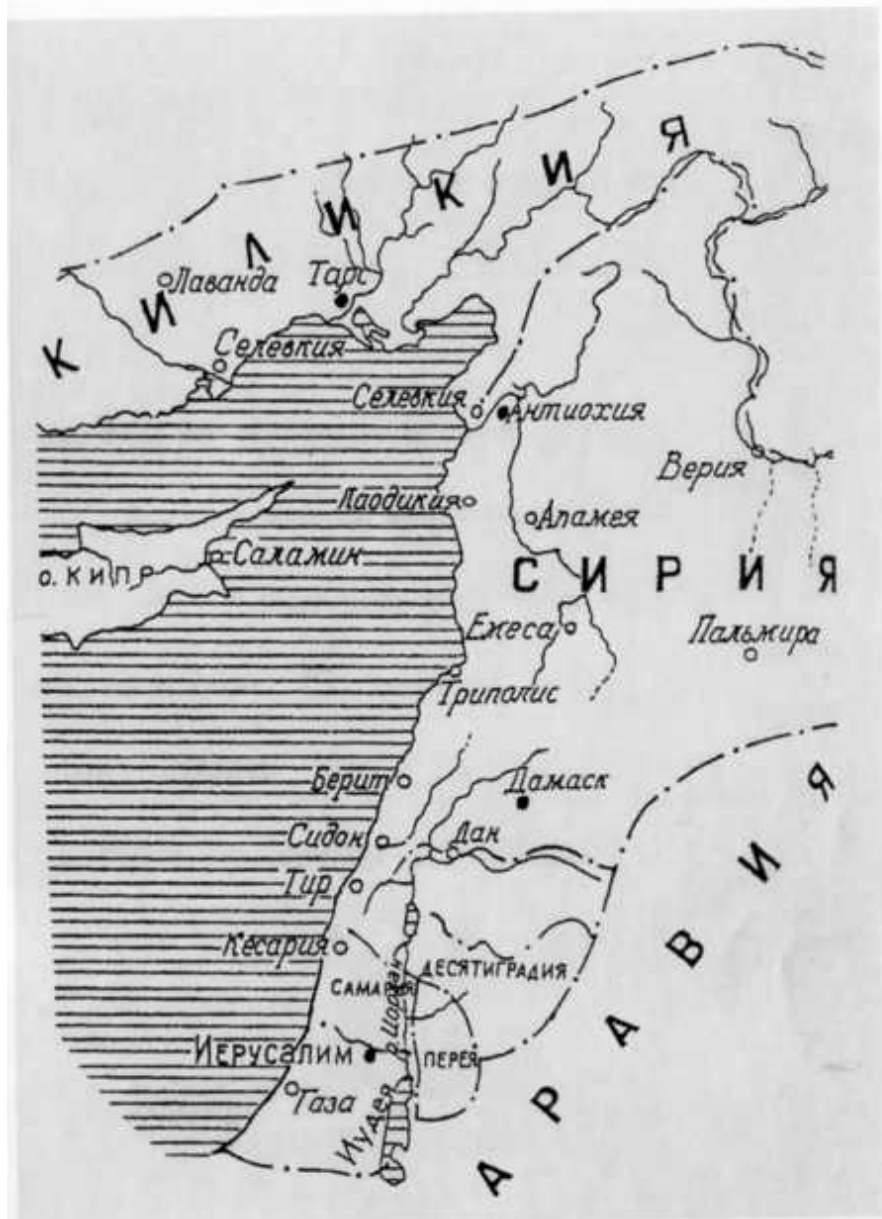 КИЛИКИЯ
Лаванда
Тарс
Селевкия
Селевкия
Антиохия
Верия
Лаодикия
Апамея
Саламин
о. КИПР
СИРИЯ
Емеса
Пальмира
Триполис
Берит
Дамаск
Сидон
Дан
Тир
Кесария
ДЕСЯТИГРАДИЯ
САМАРИЯ
р. Иордан
ИЕРУСАЛИМ
ПЕРЕЯ
Газа
Иудея
АРАВИЯ